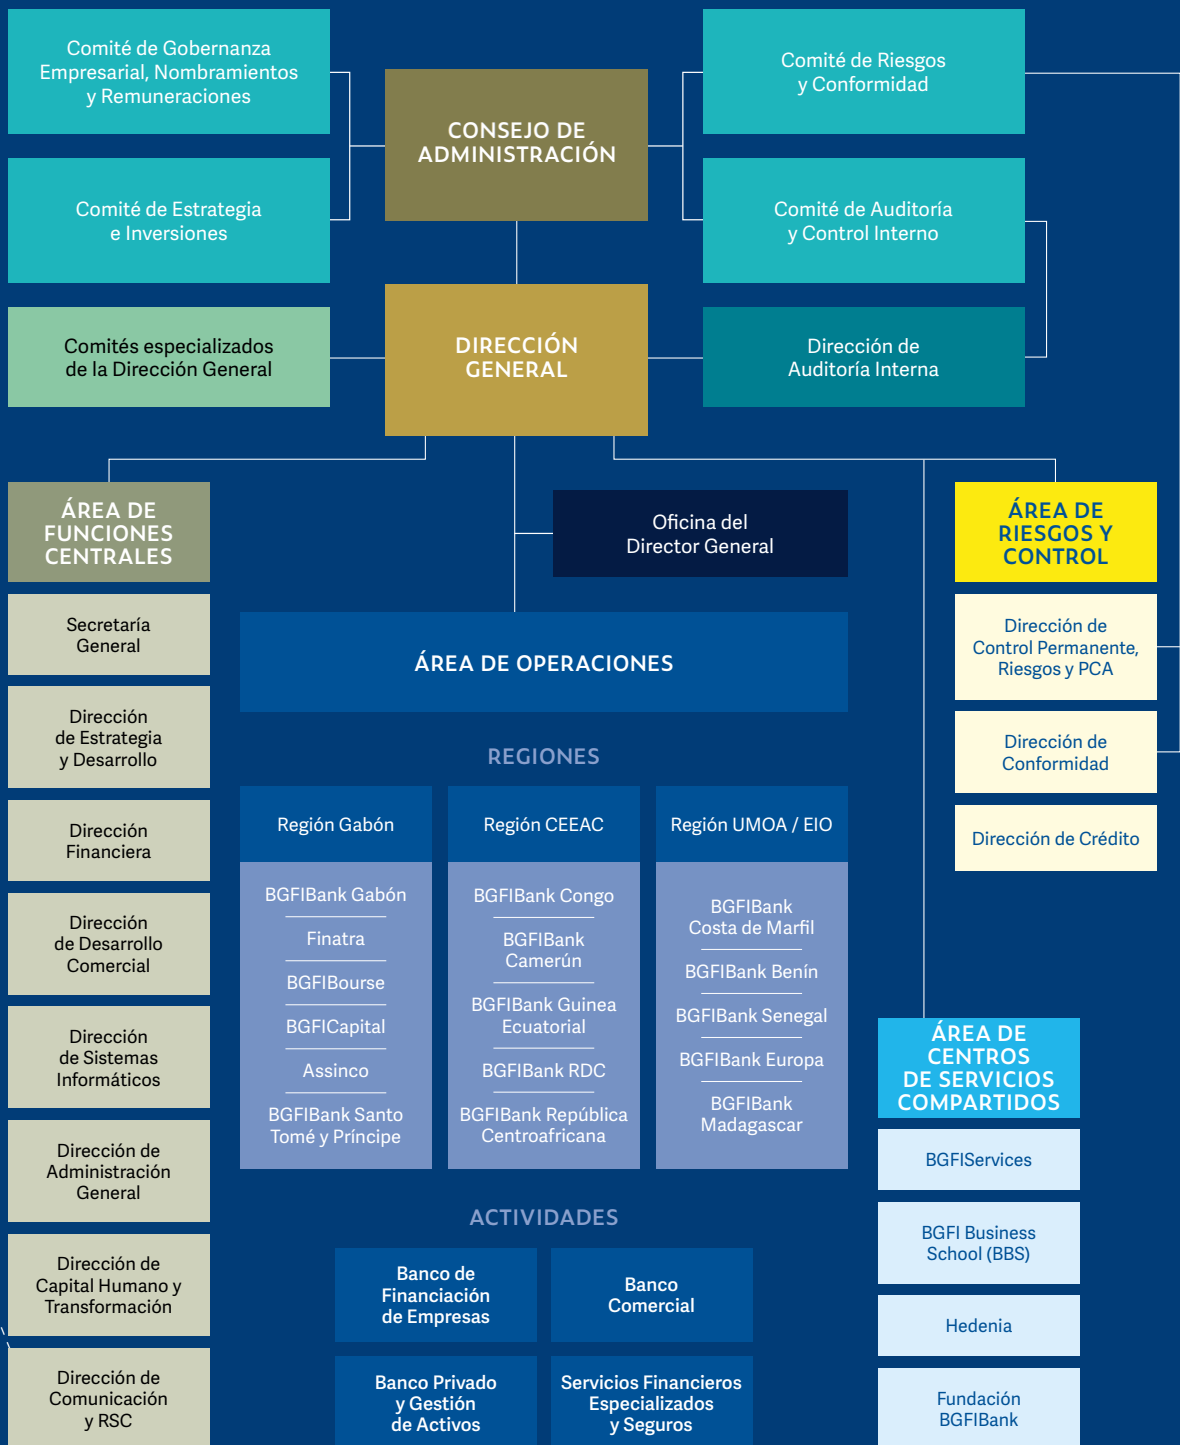 Comité de Gobernanza
Empresarial, Nombramientos
y Remuneraciones
CONSEJO DE
ADMINISTRACIÓN
Comité de Riesgos
y Conformidad
Comité de Estrategia
e Inversiones
Comité de Auditoría
y Control Interno
Comités especializados
de la Dirección General
DIRECCIÓN
GENERAL
Dirección de
Auditoría Interna
ÁREA DE
FUNCIONES
CENTRALES
Secretaría
General
Dirección
de Estrategia
y Desarrollo
Dirección
Financiera
Dirección
de Desarrollo
Comercial
Dirección
de Sistemas
Informáticos
Dirección de
Administración
General
Dirección de
Capital Humano y
Transformación
Dirección de
Comunicación
y RSC
Oficina del
Director General
ÁREA DE OPERACIONES
REGIONES
Región Gabón
BGFIBank Gabón
Finatra
BGFIBourse
BGFICapital
Assinco
BGFIBank Santo
Tomé y Príncipe
Región CEEAC
BGFIBank Congo
BGFIBank
Camerún
BGFIBank Guinea
Ecuatorial
BGFIBank RDC
BGFIBank República
Centroafricana
Región UMOA / EIO
BGFIBank
Costa de Marfil
BGFIBank Benín
BGFIBank Senegal
BGFIBank Europa
BGFIBank
Madagascar
ACTIVIDADES
Banco de
Financiación
de Empresas
Banco
Comercial
Banco Privado
y Gestión
de Activos
Servicios Financieros
Especializados
y Seguros
ÁREA DE
RIESGOS Y
CONTROL
Dirección de
Control Permanente,
Riesgos y PCA
Dirección de
Conformidad
Dirección de Crédito
ÁREA DE
CENTROS
DE SERVICIOS
COMPARTIDOS
BGFIServices
BGFI Business
School (BBS)
Hedenia
Fundación
BGFIBank